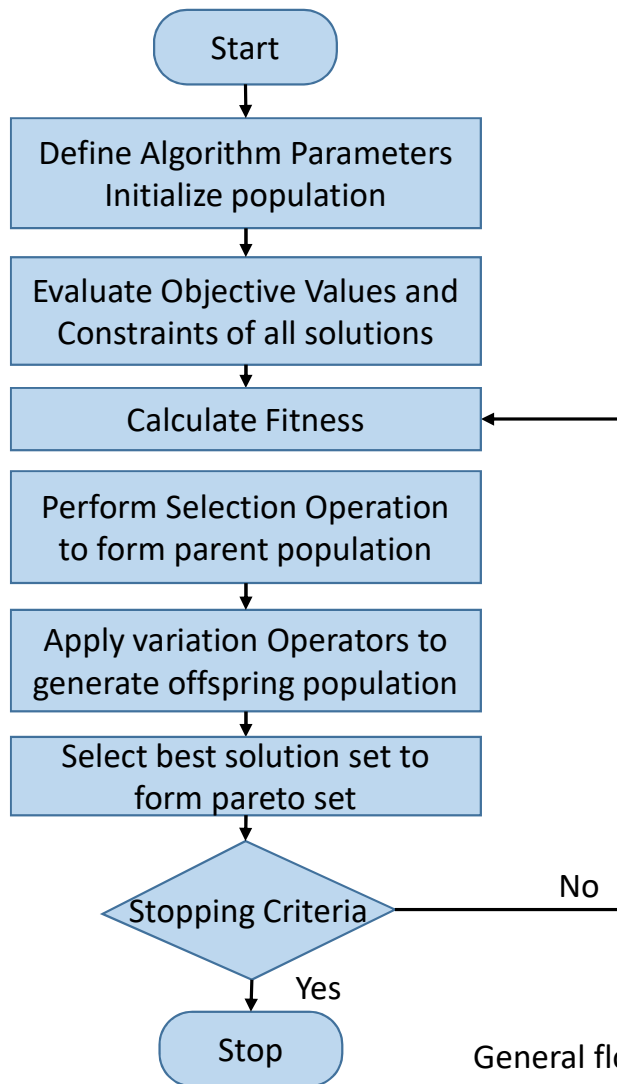 Start
Define Algorithm Parameters
Initialize population
Evaluate Objective Values and
Constraints of all solutions
Calculate Fitness
Perform Selection Operation
to form parent population
Apply variation Operators to
generate offspring population
Select best solution set to
form pareto set
Stopping Criteria
No
Yes
Stop
General